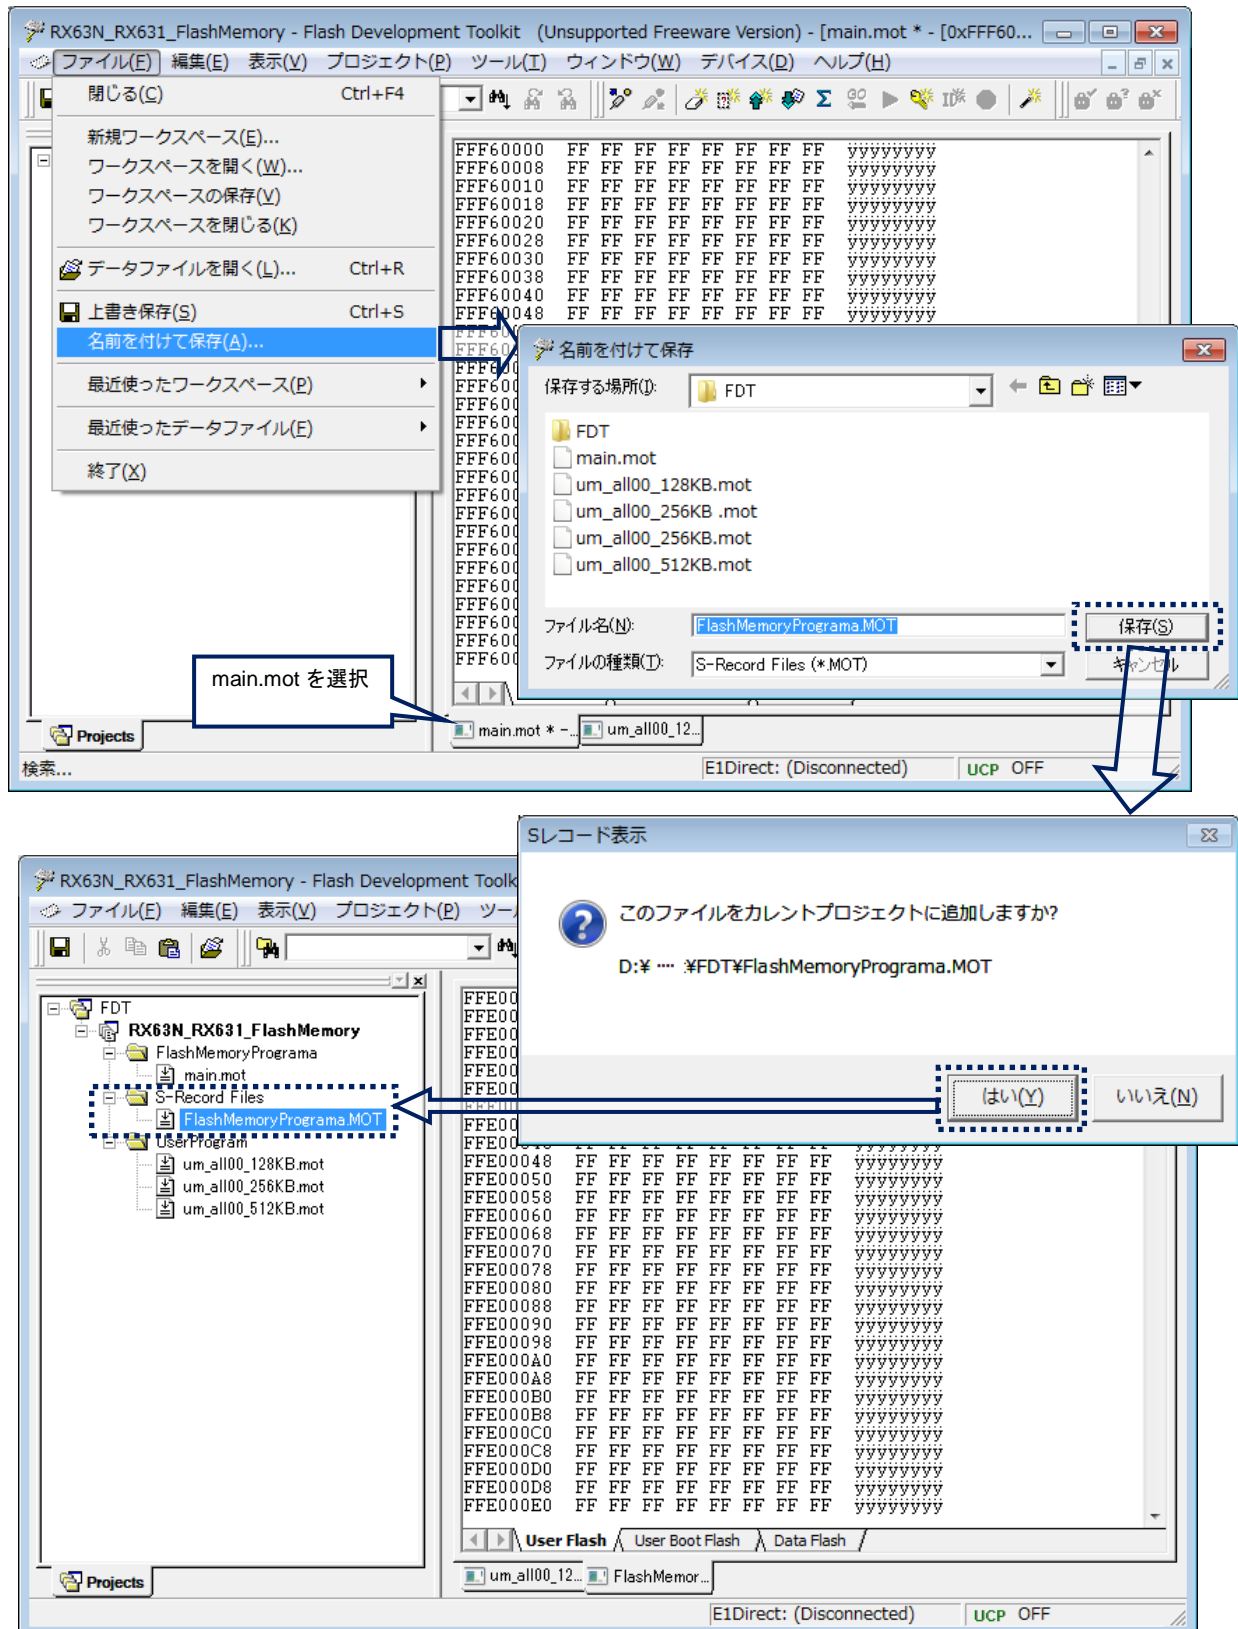 RX63N_RX631_FlashMemory - Flash Development Toolkit (Unsupported Freeware Version) - [main.mot * - [0xFFF60...
ファイル(F) 編集(E) 表示(V) プロジェクト(P) ツール(T) ウィンドウ(W) デバイス(D) ヘルプ(H)
閉じる(C) Ctrl+F4
新規ワークスペース(E)...
ワークスペースを開く(W)...
ワークスペースの保存(V)
ワークスペースを閉じる(K)
データファイルを開く(L)... Ctrl+R
上書き保存(S) Ctrl+S
名前を付けて保存(A)...
最近使ったワークスペース(P)
最近使ったデータファイル(F)
終了(X)
FFF60000 FF FF FF FF FF FF FF FF ÿÿÿÿÿÿÿÿ
FFF60008 FF FF FF FF FF FF FF FF ÿÿÿÿÿÿÿÿ
FFF60010 FF FF FF FF FF FF FF FF ÿÿÿÿÿÿÿÿ
FFF60018 FF FF FF FF FF FF FF FF ÿÿÿÿÿÿÿÿ
FFF60020 FF FF FF FF FF FF FF FF ÿÿÿÿÿÿÿÿ
FFF60028 FF FF FF FF FF FF FF FF ÿÿÿÿÿÿÿÿ
FFF60030 FF FF FF FF FF FF FF FF ÿÿÿÿÿÿÿÿ
FFF60038 FF FF FF FF FF FF FF FF ÿÿÿÿÿÿÿÿ
FFF60040 FF FF FF FF FF FF FF FF ÿÿÿÿÿÿÿÿ
FFF60048 FF FF FF FF FF FF FF FF ÿÿÿÿÿÿÿÿ
名前を付けて保存
保存する場所(I): FDT
FDT
main.mot
um_all00_128KB.mot
um_all00_256KB .mot
um_all00_256KB.mot
um_all00_512KB.mot
ファイル名(N): FlashMemoryPrograma.MOT 保存(S)
ファイルの種類(T): S-Record Files (*.MOT) キャンセル
main.mot を選択
Projects
main.mot * -... um_all00_12...
検索... E1Direct: (Disconnected) UCP OFF
Sレコード表示
このファイルをカレントプロジェクトに追加しますか?
D:¥ ···· :¥FDT¥FlashMemoryPrograma.MOT
はい(Y) いいえ(N)
RX63N_RX631_FlashMemory - Flash Development Toolk
ファイル(F) 編集(E) 表示(V) プロジェクト(P) ツー
FDT
RX63N_RX631_FlashMemory
FlashMemoryPrograma
main.mot
S-Record Files
FlashMemoryPrograma.MOT
UserProgram
um_all00_128KB.mot
um_all00_256KB.mot
um_all00_512KB.mot
FFE00048 FF FF FF FF FF FF FF FF ÿÿÿÿÿÿÿÿ
FFE00050 FF FF FF FF FF FF FF FF ÿÿÿÿÿÿÿÿ
FFE00058 FF FF FF FF FF FF FF FF ÿÿÿÿÿÿÿÿ
FFE00060 FF FF FF FF FF FF FF FF ÿÿÿÿÿÿÿÿ
FFE00068 FF FF FF FF FF FF FF FF ÿÿÿÿÿÿÿÿ
FFE00070 FF FF FF FF FF FF FF FF ÿÿÿÿÿÿÿÿ
FFE00078 FF FF FF FF FF FF FF FF ÿÿÿÿÿÿÿÿ
FFE00080 FF FF FF FF FF FF FF FF ÿÿÿÿÿÿÿÿ
FFE00088 FF FF FF FF FF FF FF FF ÿÿÿÿÿÿÿÿ
FFE00090 FF FF FF FF FF FF FF FF ÿÿÿÿÿÿÿÿ
FFE00098 FF FF FF FF FF FF FF FF ÿÿÿÿÿÿÿÿ
FFE000A0 FF FF FF FF FF FF FF FF ÿÿÿÿÿÿÿÿ
FFE000A8 FF FF FF FF FF FF FF FF ÿÿÿÿÿÿÿÿ
FFE000B0 FF FF FF FF FF FF FF FF ÿÿÿÿÿÿÿÿ
FFE000B8 FF FF FF FF FF FF FF FF ÿÿÿÿÿÿÿÿ
FFE000C0 FF FF FF FF FF FF FF FF ÿÿÿÿÿÿÿÿ
FFE000C8 FF FF FF FF FF FF FF FF ÿÿÿÿÿÿÿÿ
FFE000D0 FF FF FF FF FF FF FF FF ÿÿÿÿÿÿÿÿ
FFE000D8 FF FF FF FF FF FF FF FF ÿÿÿÿÿÿÿÿ
FFE000E0 FF FF FF FF FF FF FF FF ÿÿÿÿÿÿÿÿ
User Flash User Boot Flash Data Flash
Projects
um_all00_12... FlashMemor...
E1Direct: (Disconnected) UCP OFF